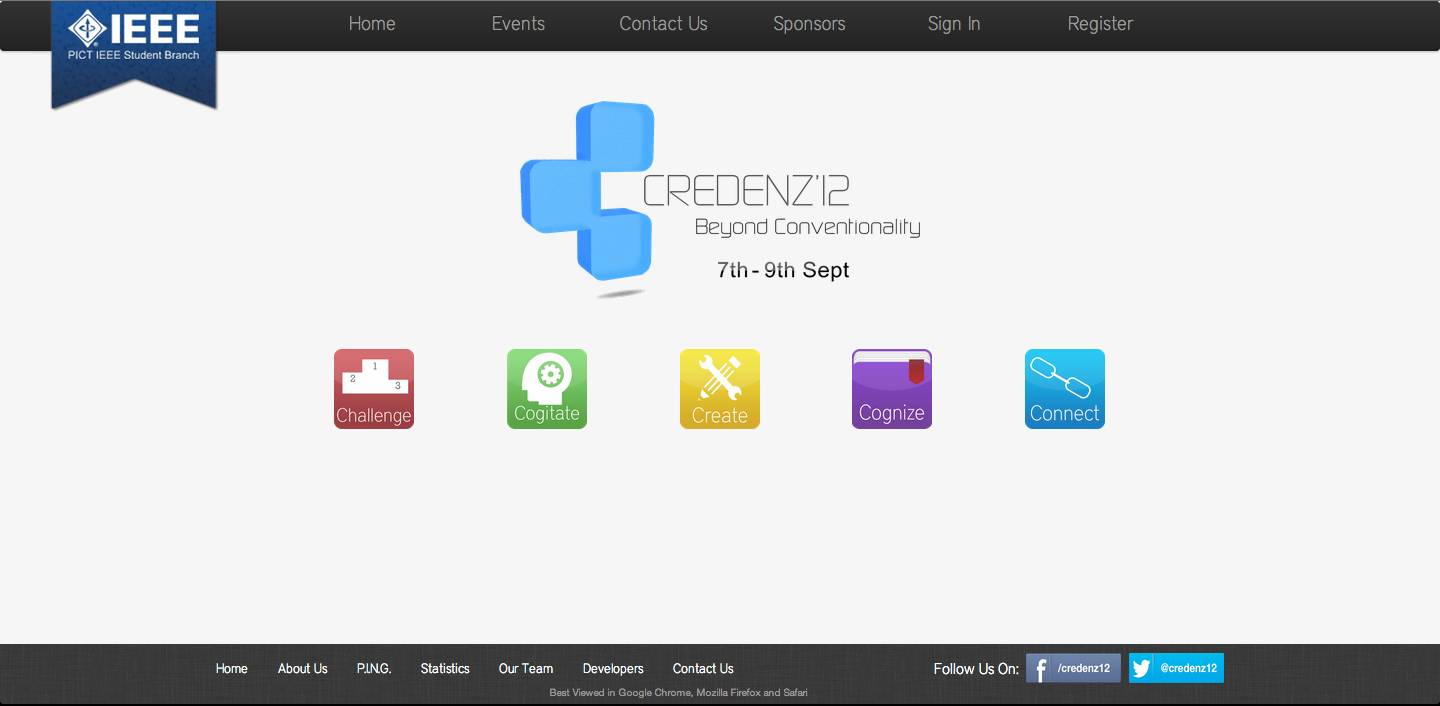 IEEE
PICT IEEE Student Branch
Home Events Contact Us Sponsors Sign In Register
CREDENZ'12
Beyond Conventionality
7th - 9th Sept
1
2
3
Challenge Cogitate Create Cognize Connect
Home About Us P.I.N.G. Statistics Our Team Developers Contact Us Follow Us On: f /credenz12 @credenz12
Best Viewed in Google Chrome, Mozilla Firefox and Safari